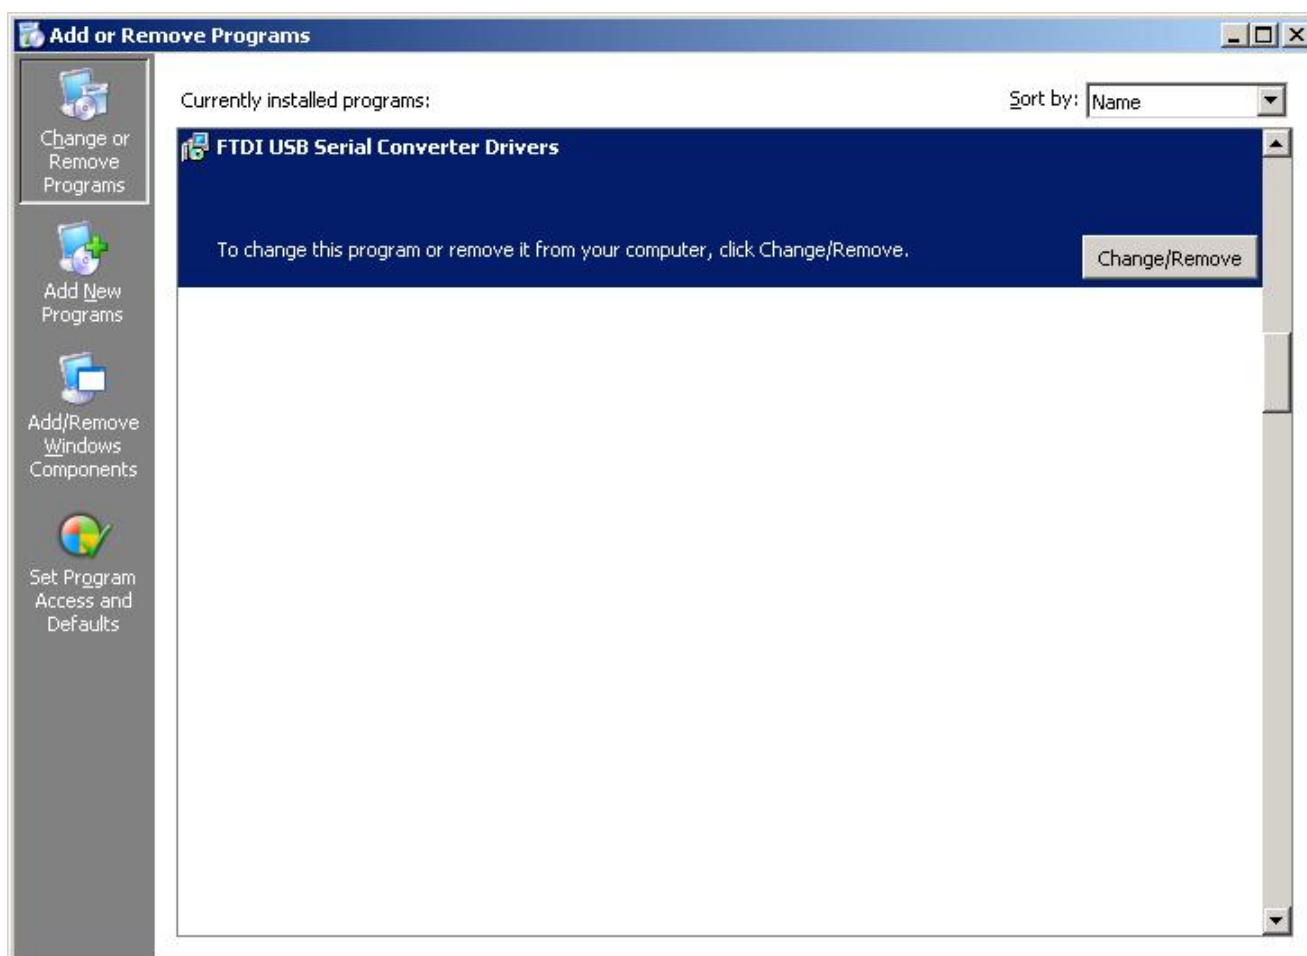 Add or Remove Programs
Change or
Remove
Programs
Add New
Programs
Add/Remove
Windows
Components
Set Program
Access and
Defaults
Currently installed programs:
Sort by: Name
FTDI USB Serial Converter Drivers
To change this program or remove it from your computer, click Change/Remove.
Change/Remove